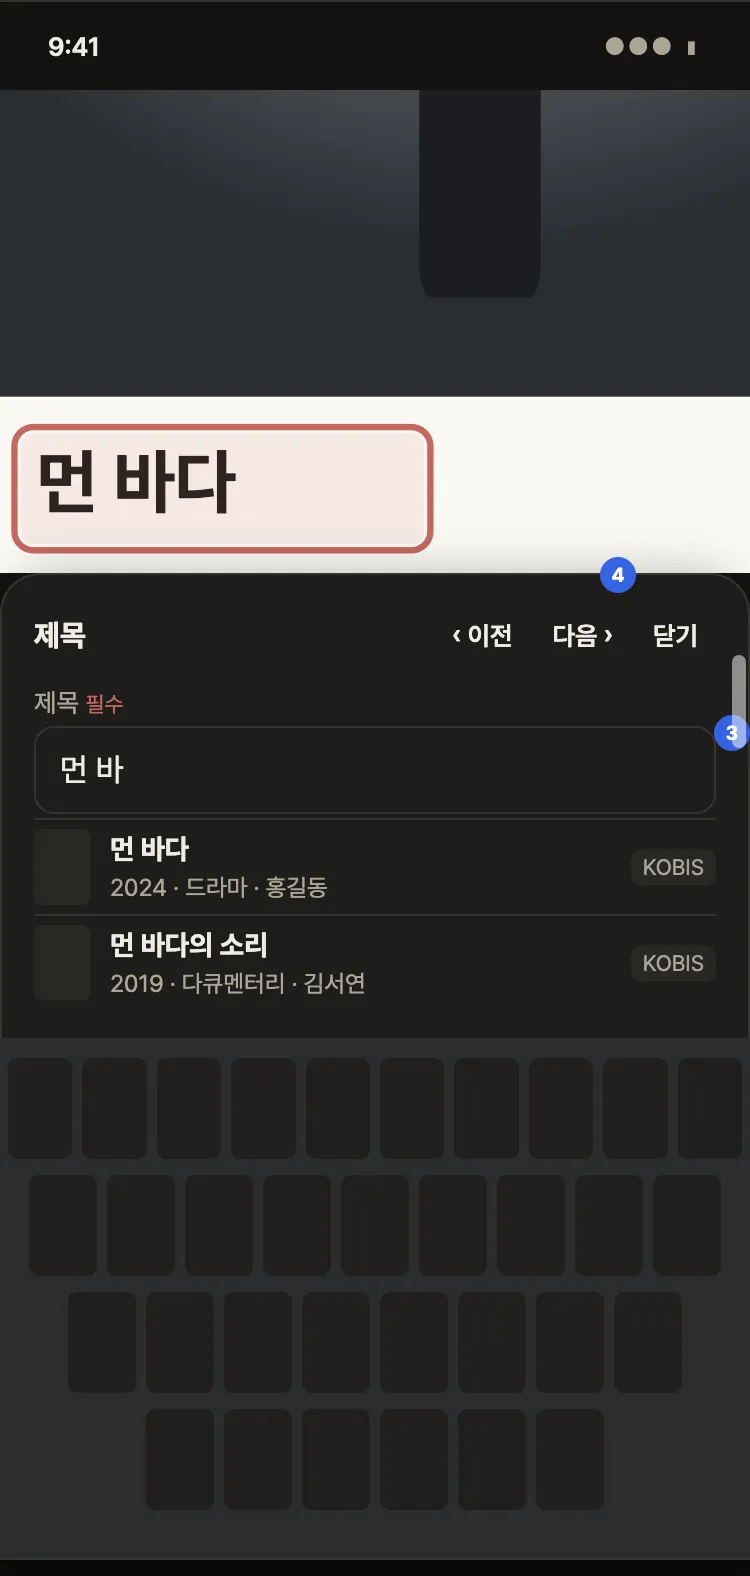 9:41
먼 바다
4
제목
‹ 이전 다음 › 닫기
제목 필수
3
먼 바
먼 바다
2024 · 드라마 · 홍길동
KOBIS
먼 바다의 소리
2019 · 다큐멘터리 · 김서연
KOBIS